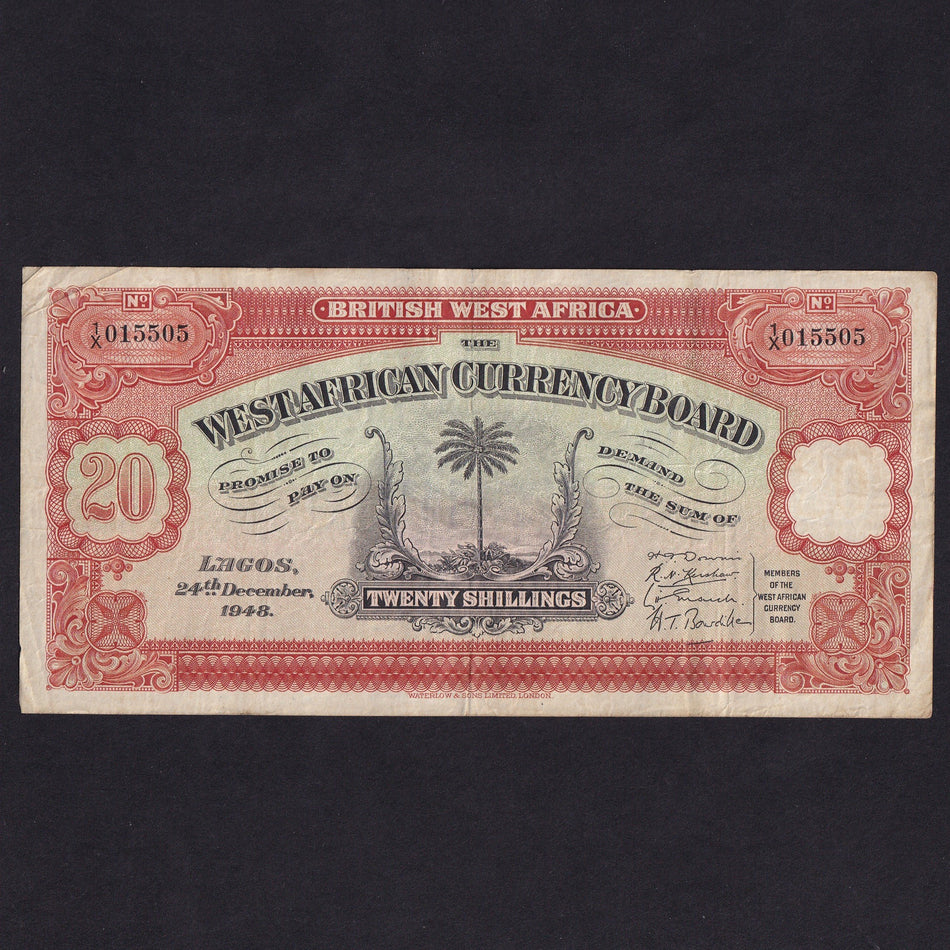 Nº
Nº
BRITISH WEST AFRICA
1/X 015505
1/X 015505
THE
WEST AFRICAN CURRENCY BOARD
PROMISE TO
PAY ON
DEMAND
THE SUM OF
20
LAGOS,
24th December,
1948.
TWENTY SHILLINGS
R. N. Kershaw
MEMBERS
OF THE
WEST AFRICAN
CURRENCY
BOARD.
WATERLOW & SONS LIMITED, LONDON.